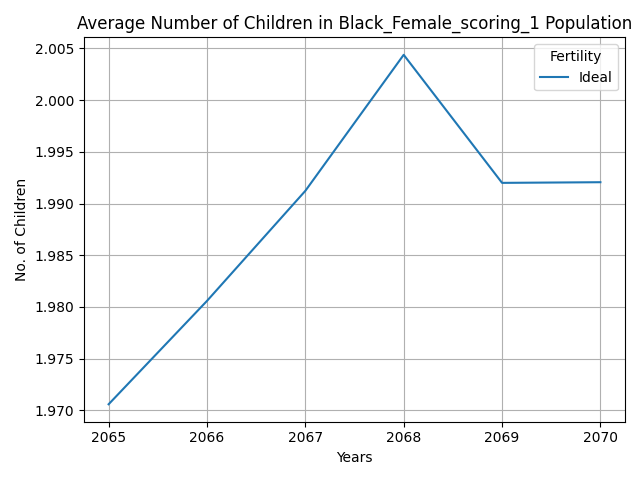 Average Number of Children in Black_Female_scoring_1 Population
Fertility
Ideal
2.005
2.000
1.995
1.990
1.985
1.980
1.975
1.970
No. of Children
2065 2066 2067 2068 2069 2070
Years